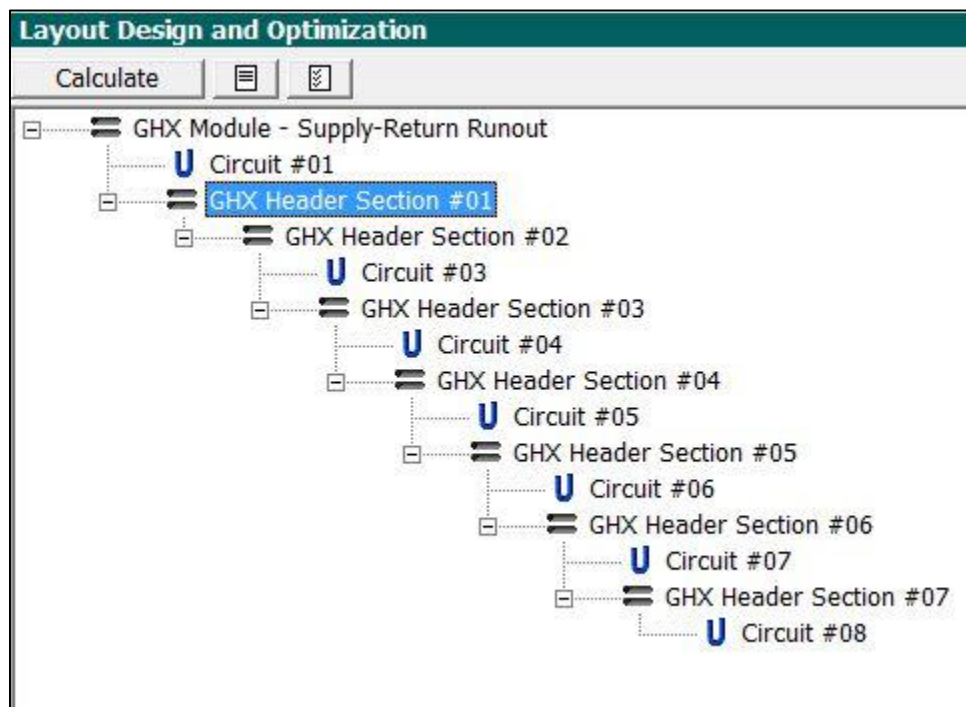 Layout Design and Optimization
Calculate
GHX Module - Supply-Return Runout
Circuit #01
GHX Header Section #01
GHX Header Section #02
Circuit #03
GHX Header Section #03
Circuit #04
GHX Header Section #04
Circuit #05
GHX Header Section #05
Circuit #06
GHX Header Section #06
Circuit #07
GHX Header Section #07
Circuit #08